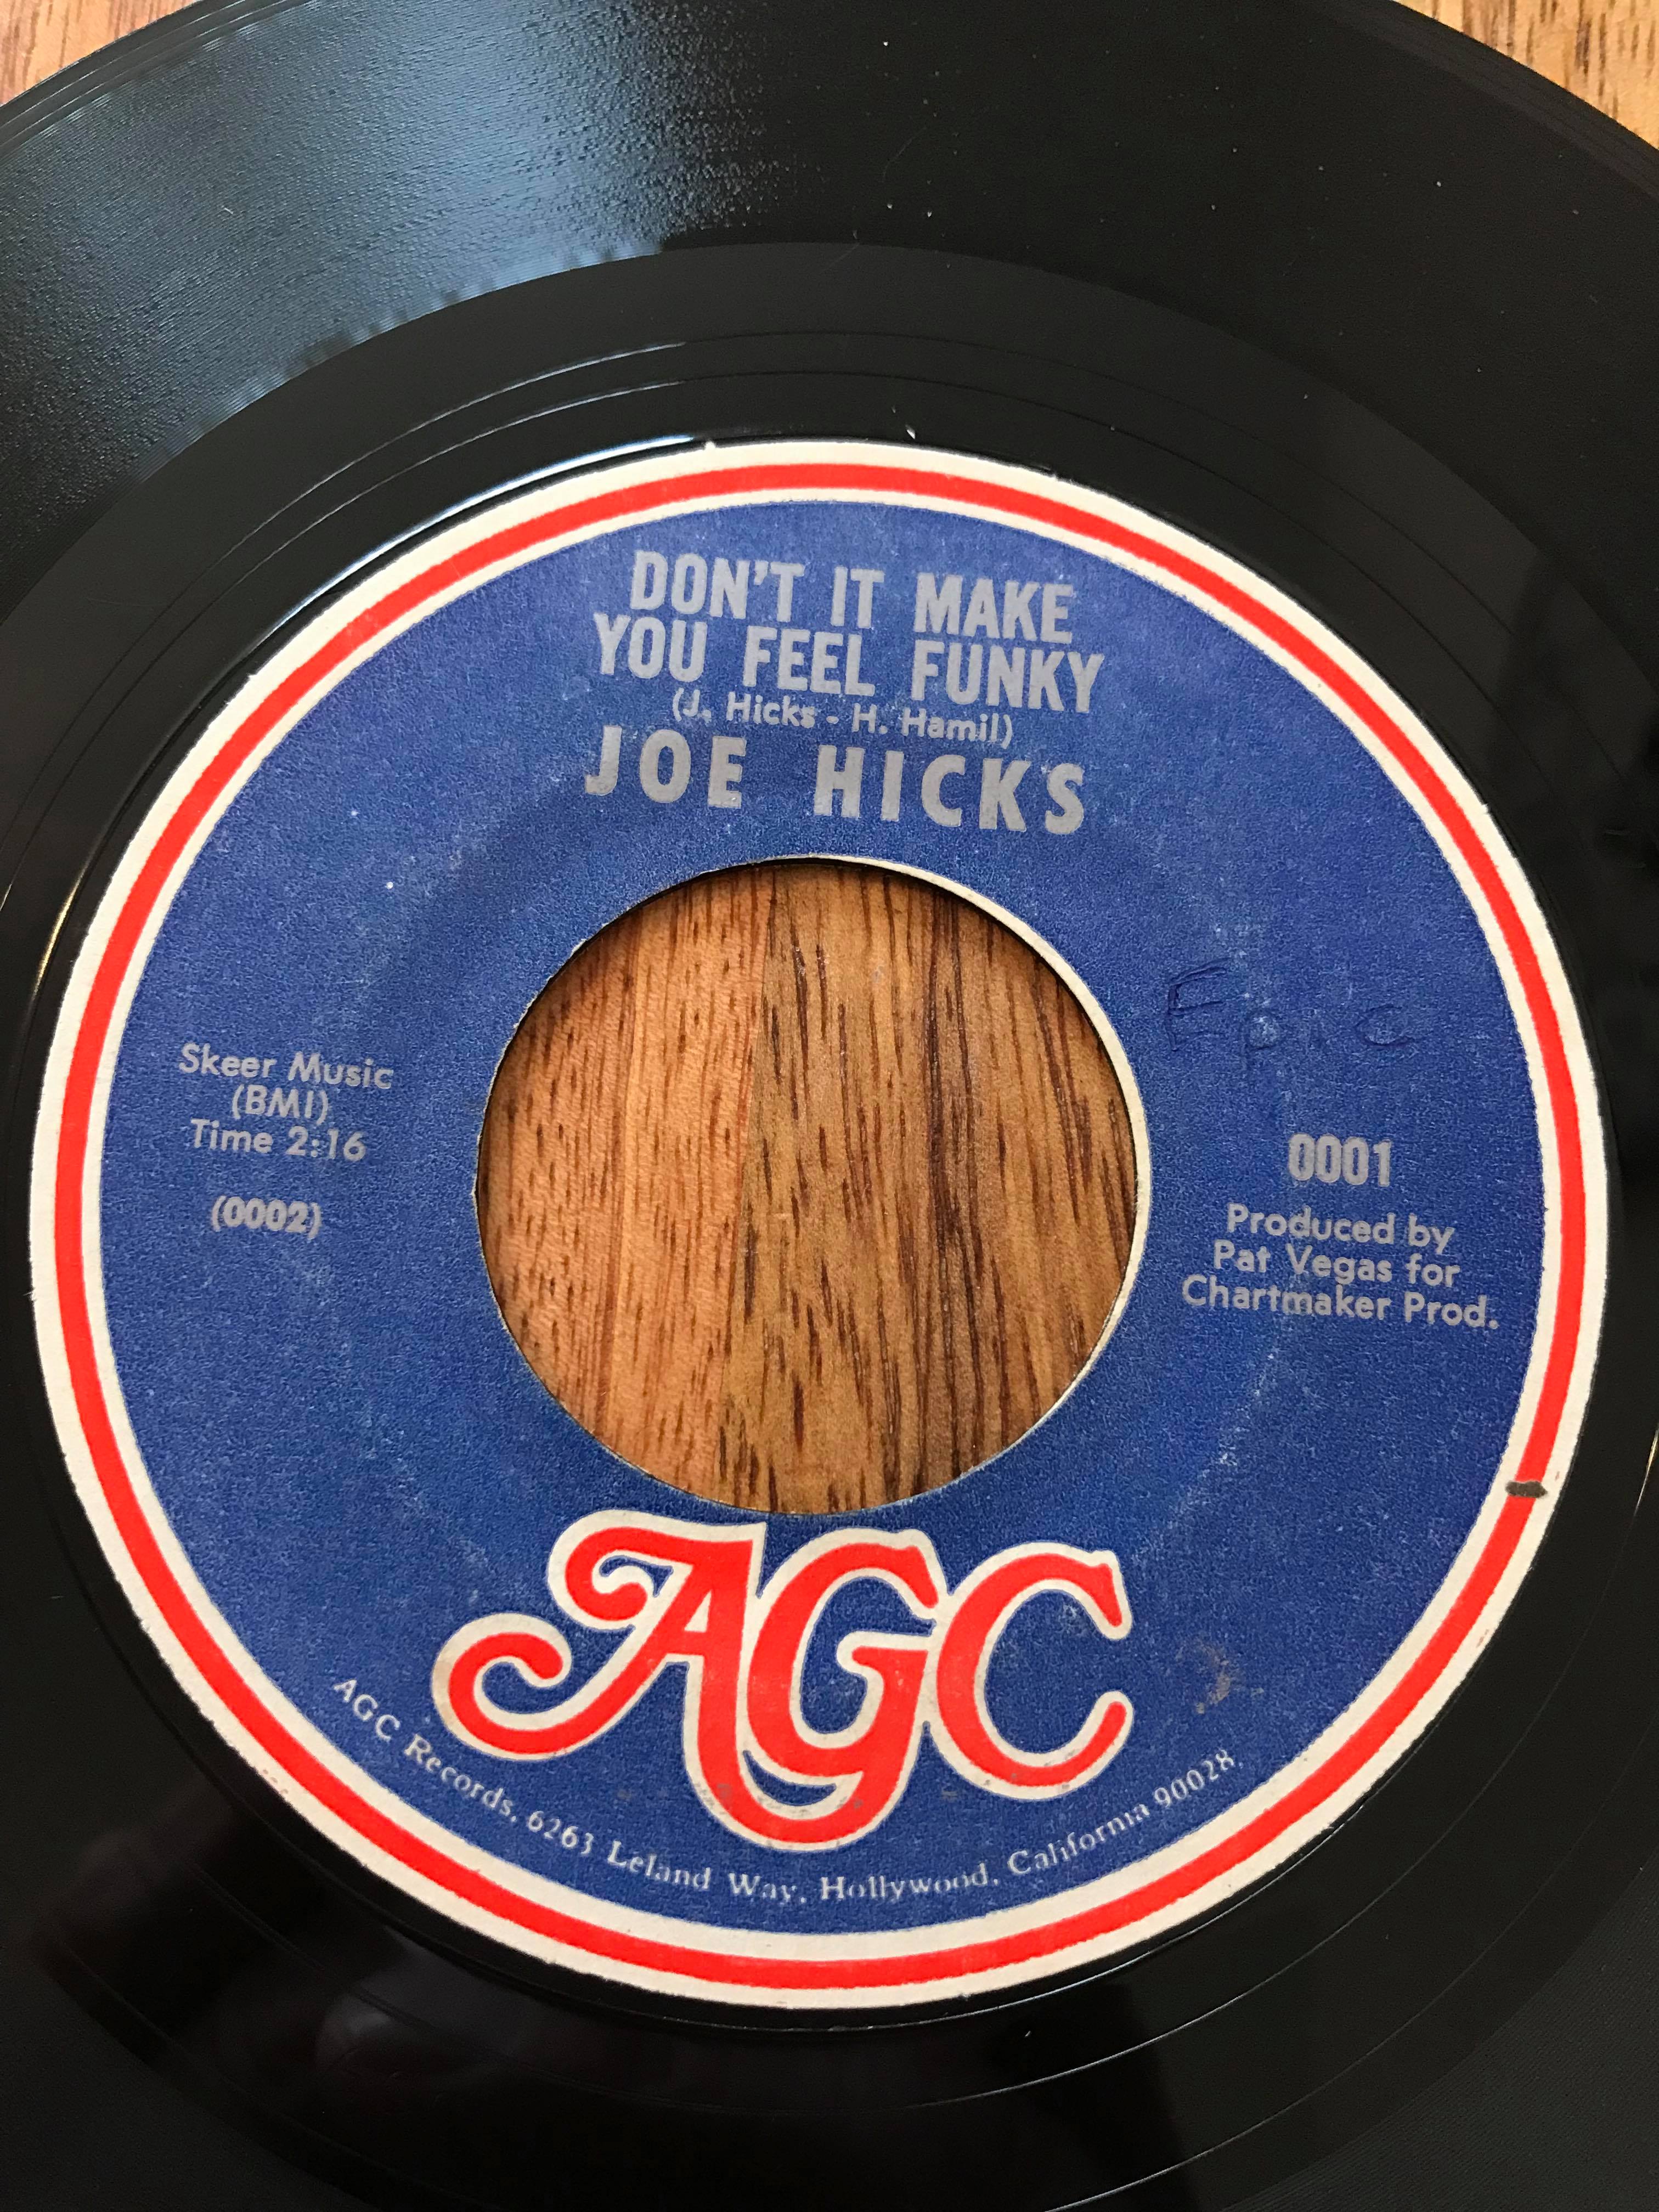 DON'T IT MAKE
YOU FEEL FUNKY
(J. Hicks - H. Hamil)
JOE HICKS
Epic
Skeer Music
(BMI)
Time 2:16
(0002)
0001
Produced by
Pat Vegas for
Chartmaker Prod.
AGC
AGC Records, 6263 Leland Way, Hollywood, California 90028